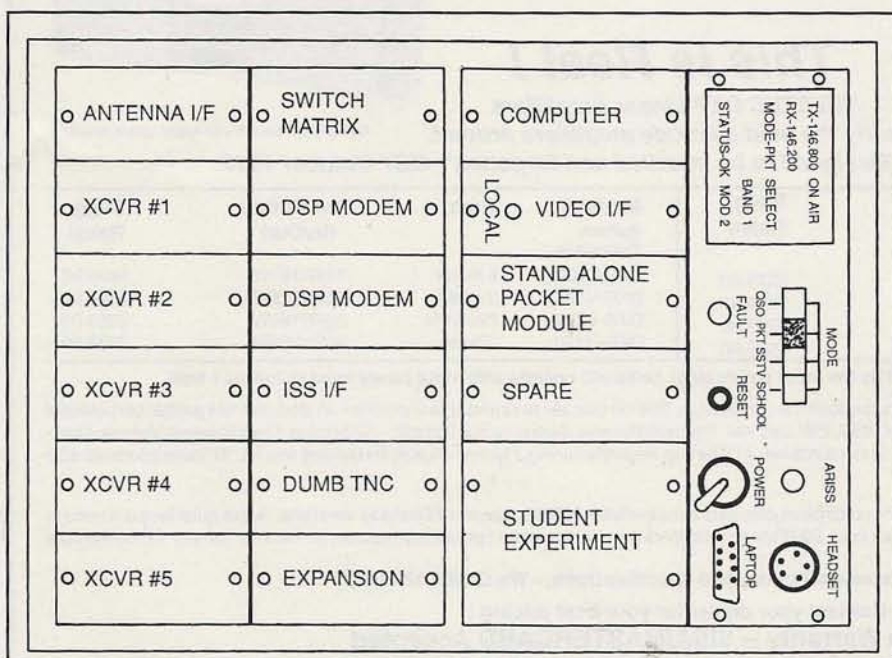 ANTENNA I/F
SWITCH
MATRIX
XCVR #1
DSP MODEM
XCVR #2
DSP MODEM
XCVR #3
ISS I/F
XCVR #4
DUMB TNC
XCVR #5
EXPANSION
COMPUTER
LOCAL
VIDEO I/F
STAND ALONE
PACKET
MODULE
SPARE
STUDENT
EXPERIMENT
TX-146.800 ON AIR
RX-146.200
MODE-PKT SELECT
BAND 1
STATUS-OK MOD 2
MODE
QSO PKT SSTV SCHOOL
FAULT
RESET
ARISS
POWER
HEADSET
LAPTOP